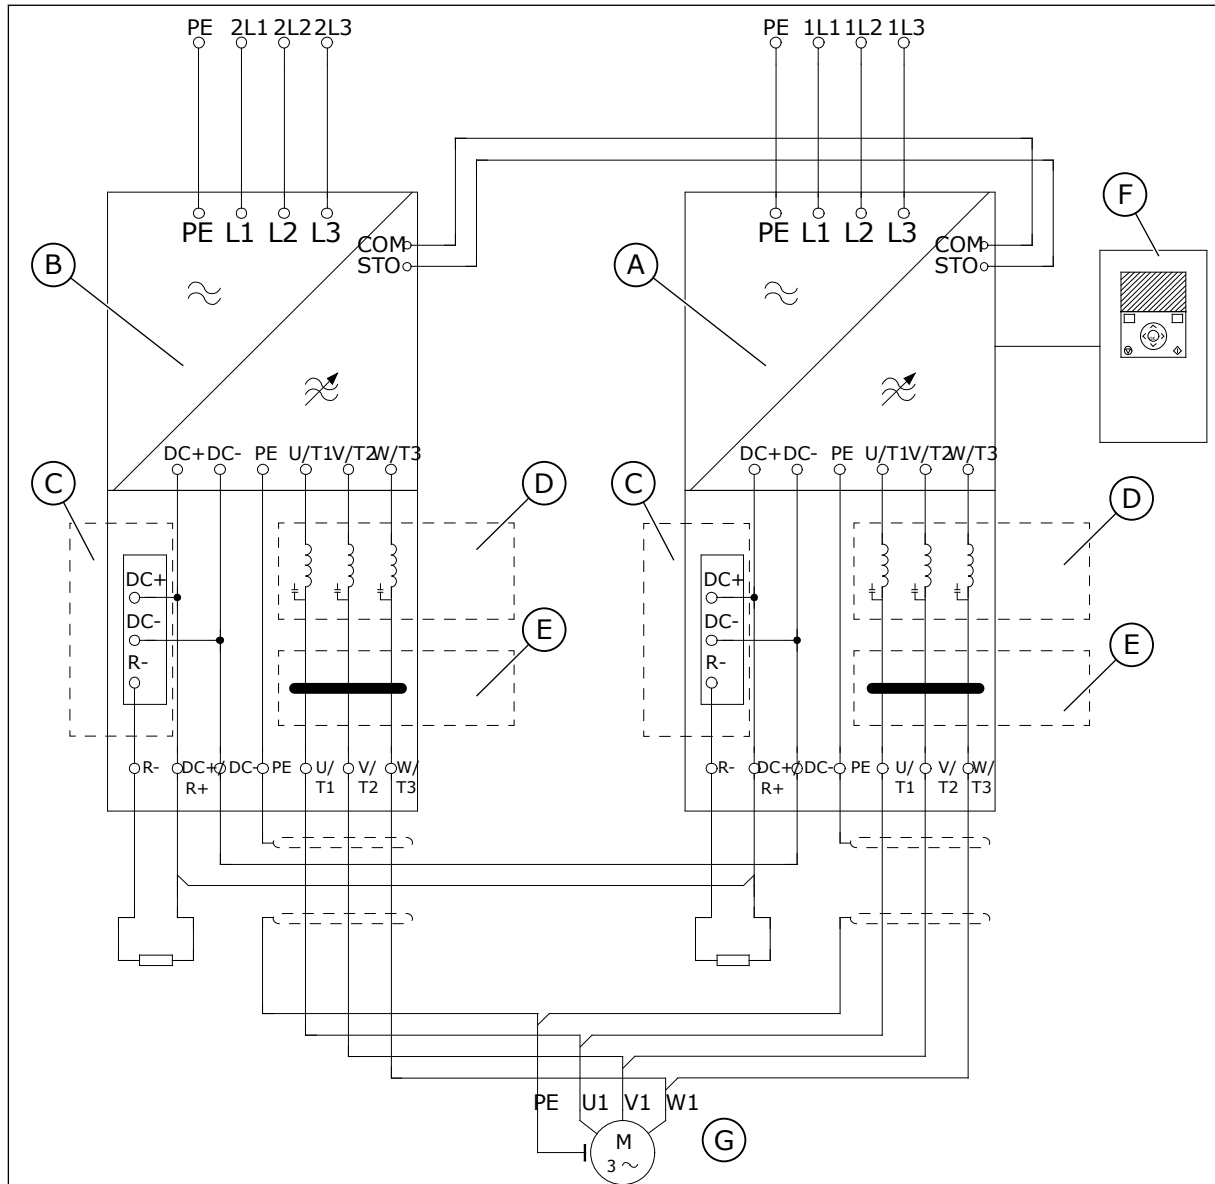 PE 2L1 2L2 2L3
PE 1L1 1L2 1L3
F
PE L1 L2 L3
COM
STO
PE L1 L2 L3
COM
STO
B
A
DC+ DC- PE U/T1 V/T2 W/T3
DC+ DC- PE U/T1 V/T2 W/T3
C
D
C
D
DC+
DC-
R-
DC+
DC-
R-
E
E
R- DC+/ R+ DC- PE U/ T1 V/ T2 W/ T3
R- DC+/ R+ DC- PE U/ T1 V/ T2 W/ T3
PE U1 V1 W1
M
3 ~
G